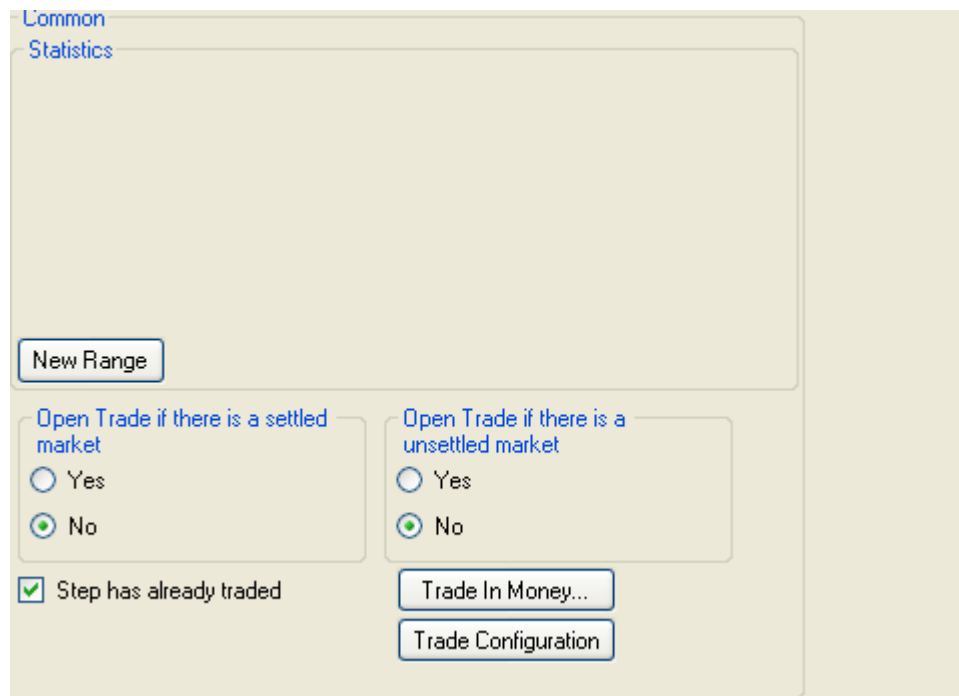 Common
Statistics
New Range
Open Trade if there is a settled
market
Yes
No
Open Trade if there is a
unsettled market
Yes
No
Step has already traded
Trade In Money...
Trade Configuration